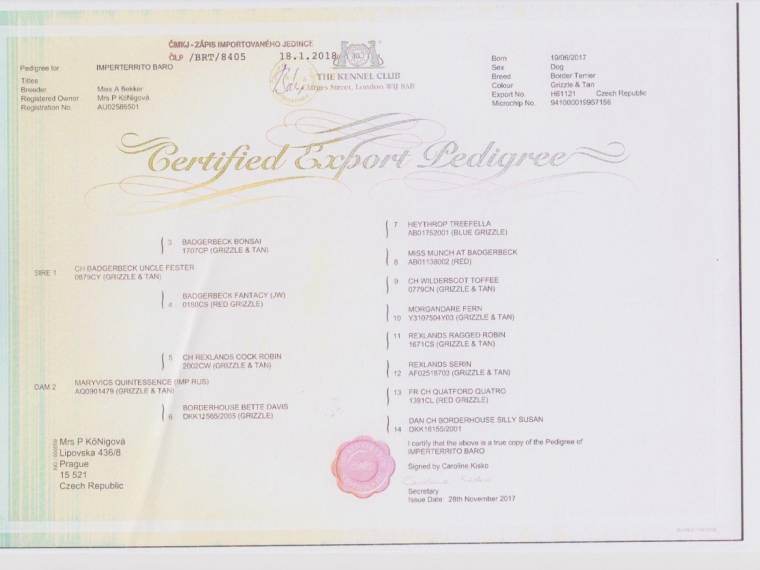 ČMKJ - ZÁPIS IMPORTOVANÉHO JEDINCE
ČLP /BRT/8405 18.1.2018
THE KENNEL CLUB
Street, London W1J 8AB
Pedigree for IMPERTERRITO BARO
Titles
Breeder Miss A Bekker
Registered Owner Mrs P KöNigová
Registration No. AU02586501
Born 19/06/2017
Sex Dog
Breed Border Terrier
Colour Grizzle & Tan
Export No. H61121 Czech Republic
Microchip No. 941000019957156
Certified Export Pedigree
SIRE 1
CH BADGERBECK UNCLE FESTER
0879CY (GRIZZLE & TAN)
DAM 2
MARYVICS QUINTESSENCE (IMP RUS)
AQ0901479 (GRIZZLE & TAN)
3 BADGERBECK BONSAI
1707CP (GRIZZLE & TAN)
4 BADGERBECK FANTACY (JW)
0180CS (RED GRIZZLE)
5 CH REXLANDS COCK ROBIN
2002CW (GRIZZLE & TAN)
6 BORDERHOUSE BETTE DAVIS
DKK12565/2005 (GRIZZLE)
7 HEYTHROP TREEFELLA
AB01752001 (BLUE GRIZZLE)
8 MISS MUNCH AT BADGERBECK
AB01138002 (RED)
9 CH WILDERSCOT TOFFEE
0779CN (GRIZZLE & TAN)
10 MORGANDARE FERN
Y3107504Y03 (GRIZZLE & TAN)
11 REXLANDS RAGGED ROBIN
1671CS (GRIZZLE & TAN)
12 REXLANDS SERIN
AF02518703 (GRIZZLE & TAN)
13 FR CH QUATFORD QUATRO
1391CL (RED GRIZZLE)
14 DAN CH BORDERHOUSE SILLY SUSAN
DKK16155/2001
Mrs P KöNigová
Lipovska 436/8
Prague
15 521
Czech Republic
I certify that the above is a true copy of the Pedigree of
IMPERTERRITO BARO
Signed by Caroline Kisko
Secretary
Issue Date: 28th November 2017